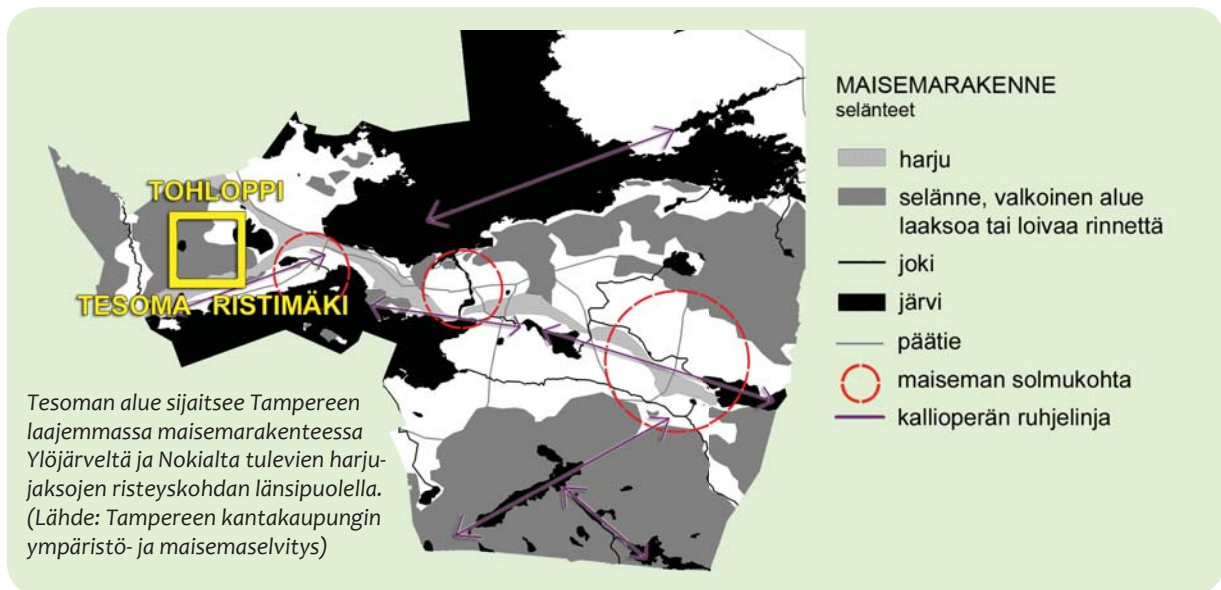 TOHLOPPI
TESOMA RISTIMÄKI
Tesoman alue sijaitsee Tampereen
laajemmassa maisemarakenteessa
Ylöjärveltä ja Nokialta tulevien harju-
jaksojen risteyskohdan länsipuolella.
(Lähde: Tampereen kantakaupungin
ympäristö- ja maisemaselvitys)
MAISEMARAKENNE
selänteet
harju
selänne, valkoinen alue
laaksoa tai loivaa rinnettä
joki
järvi
päätie
maiseman solmukohta
kallioperän ruhjelinja